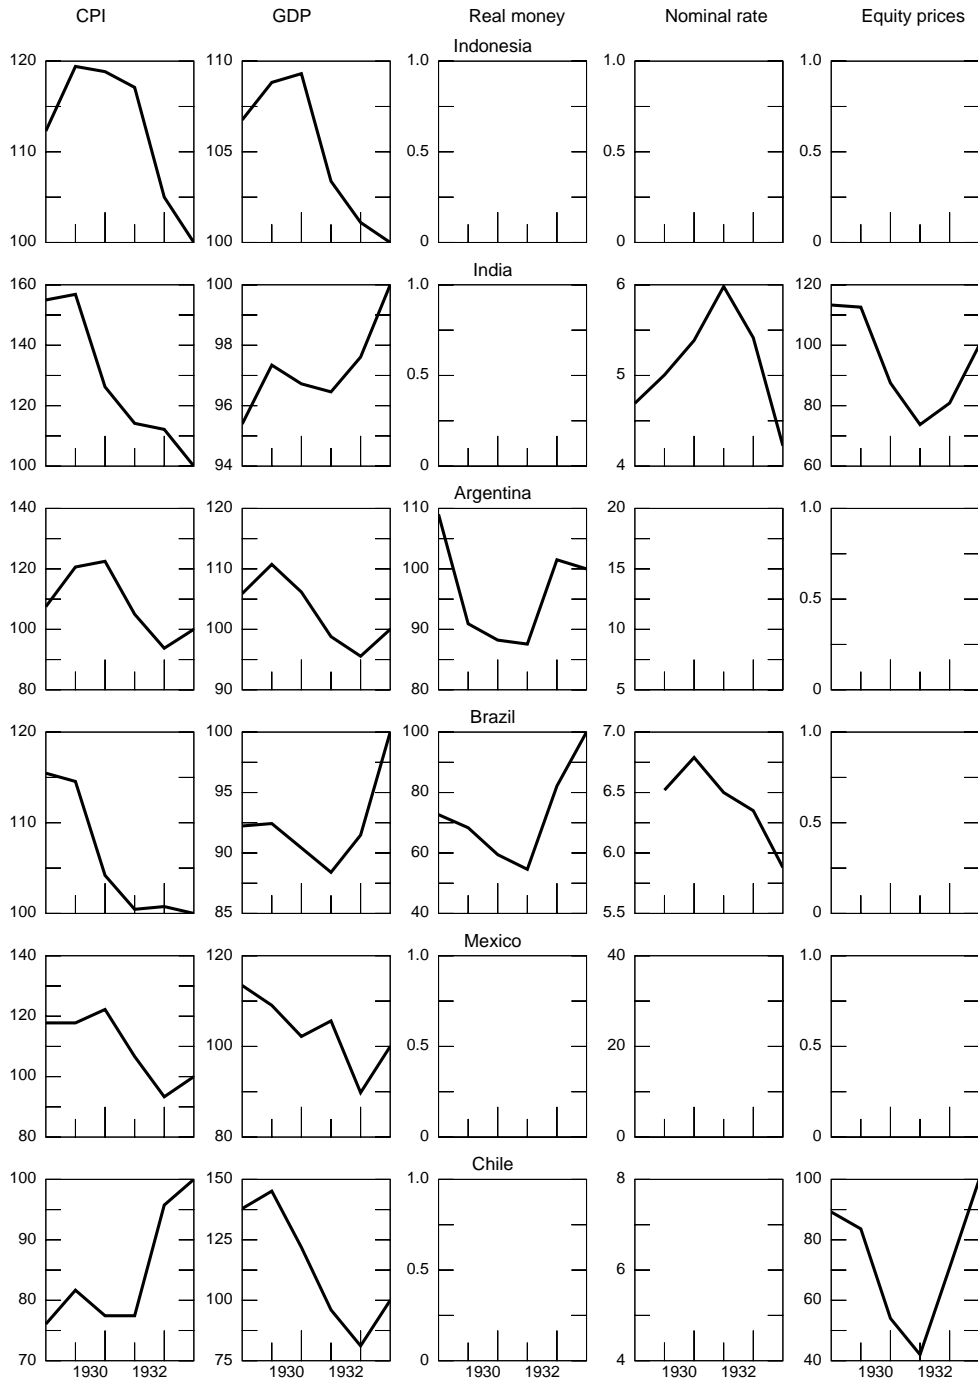 CPI GDP Real money Nominal rate Equity prices
Indonesia
120 110 1.0 1.0 1.0
110 105 0.5 0.5 0.5
100 100 0 0 0
India
160 100 1.0 6 120
140 98 0.5 5 100
120 96 80
100 94 0 4 60
Argentina
140 120 110 20 1.0
120 110 100 15 0.5
100 100 90 10
80 90 80 5 0
Brazil
120 100 100 7.0 1.0
110 95 80 6.5 0.5
90 60 6.0
100 85 40 5.5 0
Mexico
140 120 1.0 40 1.0
120 100 0.5 20 0.5
100
80 80 0 0 0
Chile
100 150 1.0 8 100
90 125 0.5 6 80
80 100 60
70 75 0 4 40
1930 1932 1930 1932 1930 1932 1930 1932 1930 1932